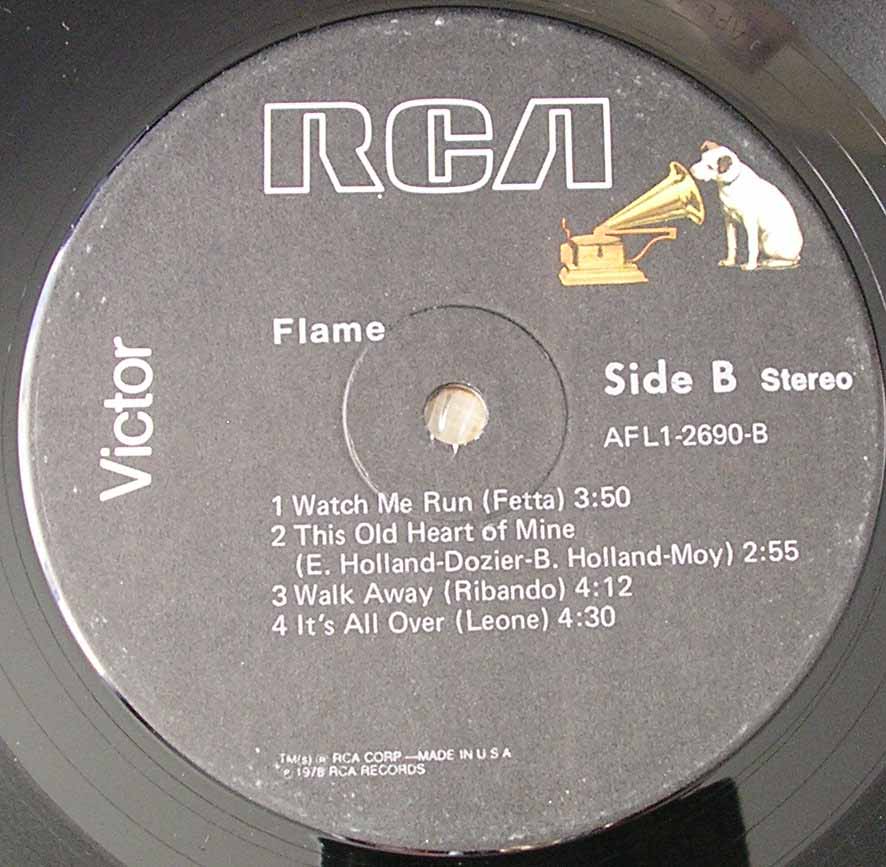 RCA
Victor
Flame
Side B Stereo
AFL1-2690-B
1 Watch Me Run (Fetta) 3:50
2 This Old Heart of Mine
(E. Holland-Dozier-B. Holland-Moy) 2:55
3 Walk Away (Ribando) 4:12
4 It's All Over (Leone) 4:30
TM(s) ® RCA CORP—MADE IN U S A
℗ 1978 RCA RECORDS